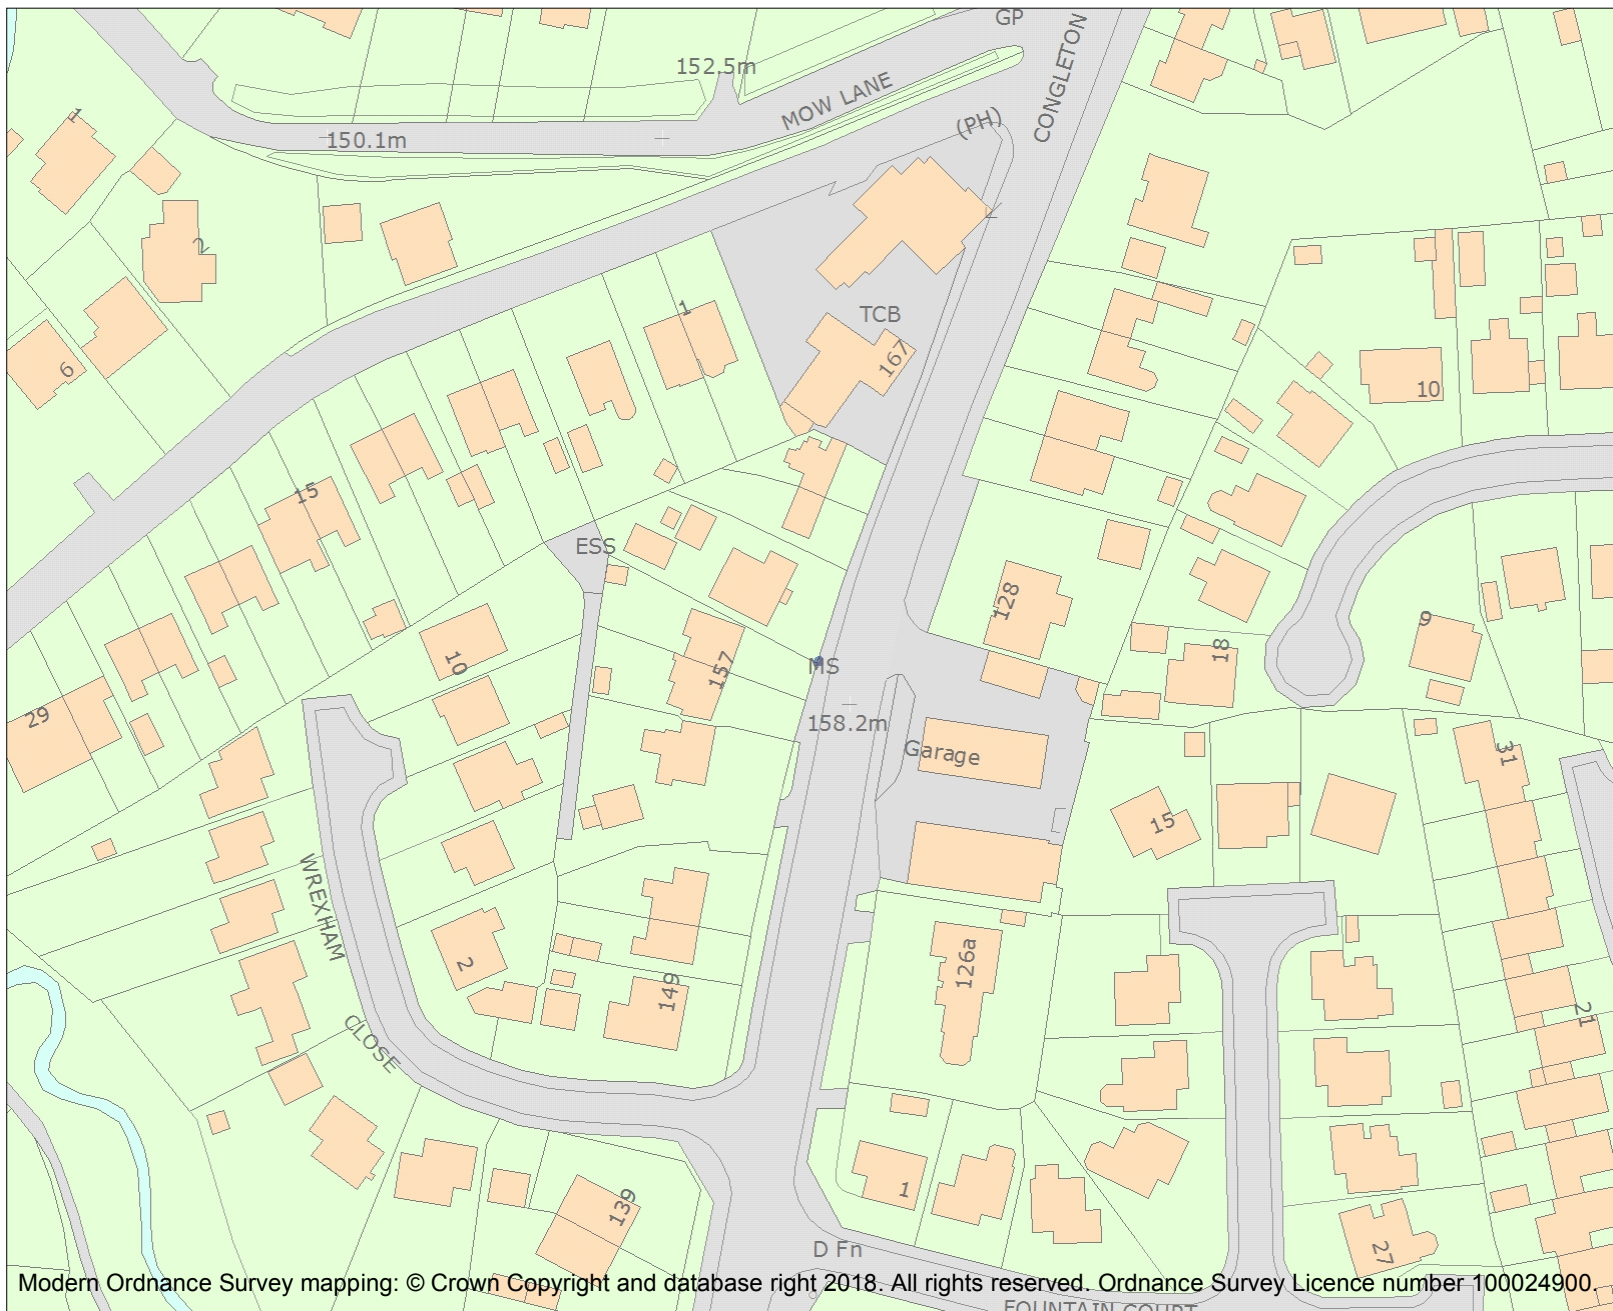 GP
CONGLETON
152.5m
MOW LANE
(PH)
1
150.1m
2
TCB
1
167
6
10
15
ESS
128
9
18
10
157
MS
29
158.2m
Garage
31
15
WRExHAM
2
126a
149
21
CLOSE
1
139
D Fn
27
Modern Ordnance Survey mapping: © Crown Copyright and database right 2018. All rights reserved. Ordnance Survey Licence number 100024900.
FOUNTAIN COURT